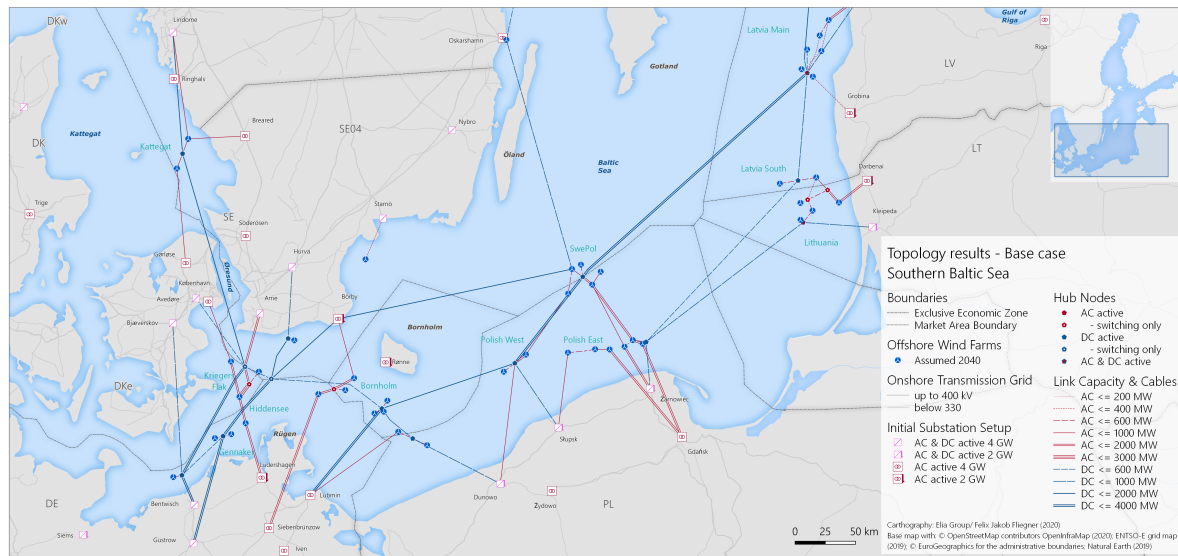 DKw
Lindome
Ringhals
Breared
Oskarshamn
Nybro
SE04
Kattegat
Kattegat
DK
Trige
SE
Söderåsen
Gørløse
Øresund
København
Avedøre
Bjæverskov
Arrie
Hurva
Stärnö
Börby
Öland
Gotland
Baltic
Sea
Latvia Main
Gulf of
Riga
Riga
LV
Grobina
LT
Darbenai
Latvia South
Klaipeda
Lithuania
SwePol
Bornholm
Rønne
Polish West
Polish East
Żarnowiec
Gdańsk
Słupsk
Żydowo
Dunowo
PL
Bornholm
Kriegers
Flak
Hiddensee
DKe
Rügen
Gennaker
Lüdershagen
Lubmin
Siebenbrünzow
Iven
Bentwisch
Güstrow
Siems
DE
0 25 50 km
Topology results - Base case
Southern Baltic Sea
Boundaries
Exclusive Economic Zone
Market Area Boundary
Offshore Wind Farms
Assumed 2040
Onshore Transmission Grid
up to 400 kV
below 330
Initial Substation Setup
AC & DC active 4 GW
AC & DC active 2 GW
AC active 4 GW
AC active 2 GW
Hub Nodes
AC active
- switching only
DC active
- switching only
AC & DC active
Link Capacity & Cables
AC <= 200 MW
AC <= 400 MW
AC <= 600 MW
AC <= 1000 MW
AC <= 2000 MW
AC <= 3000 MW
DC <= 600 MW
DC <= 1000 MW
DC <= 2000 MW
DC <= 4000 MW
Carthography: Elia Group/ Felix Jakob Fliegner (2020)
Base map with: © OpenStreetMap contributors OpenInfraMap (2020); ENTSO-E grid map
(2019); © EuroGeographics for the adminstrative boundaries; Natural Earth (2019)